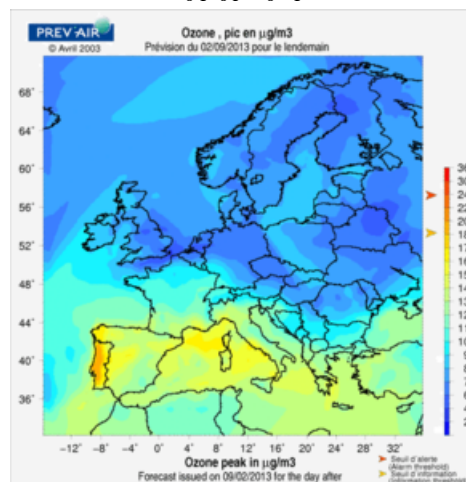 PREV'AIR
© Avril 2003
Ozone , pic en µg/m3
Prévision du 02/09/2013 pour le lendemain
68°
64°
60°
56°
52°
48°
44°
40°
36°
−12° −8° −4° 0° 4° 8° 12° 16° 20° 24° 28° 32°
Ozone peak in µg/m3
Forecast issued on 09/02/2013 for the day after
Seuil d'alerte
(Alarm threshold)
Seuil d'information
(Information threshold)